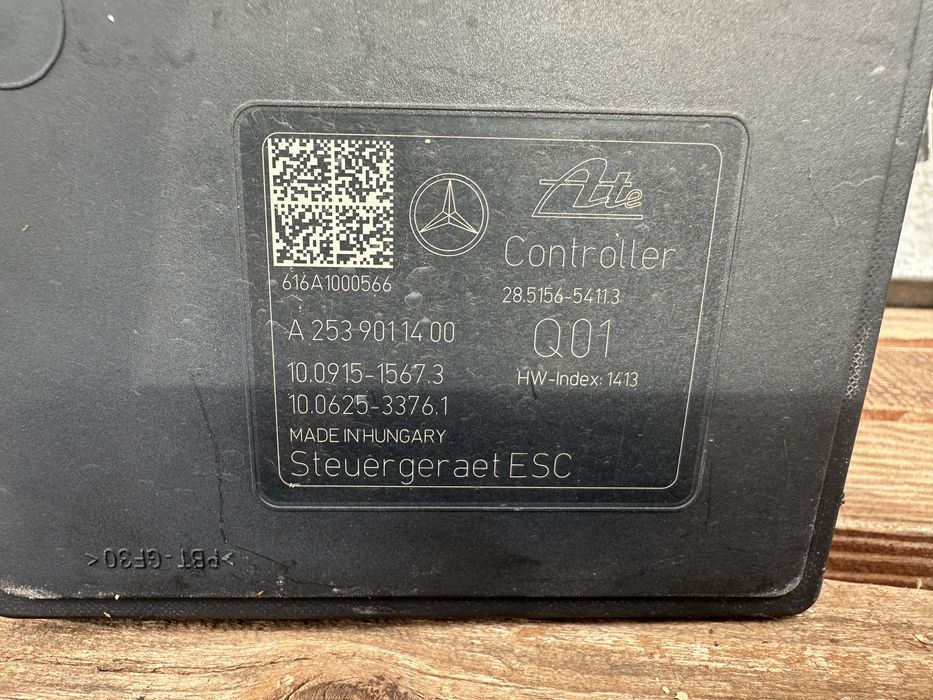 Ate
Controller
616A1000566
28.5156-5411.3
A 253 901 14 00
Q01
10.0915-1567.3
HW-Index: 1413
10.0625-3376.1
MADE IN HUNGARY
Steuergeraet ESC
>PBT-GF30<